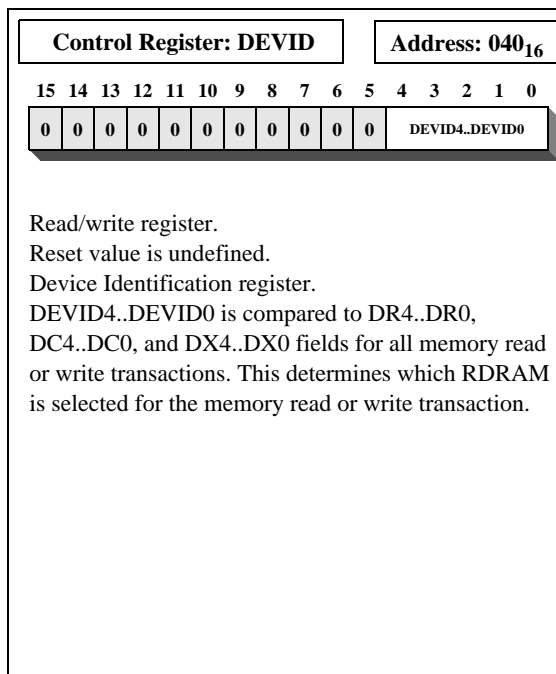 Control Register: DEVID
Address: 040₁₆
15 14 13 12 11 10 9 8 7 6 5 4 3 2 1 0
0 0 0 0 0 0 0 0 0 0 0 DEVID4..DEVID0
Read/write register.
Reset value is undefined.
Device Identification register.
DEVID4..DEVID0 is compared to DR4..DR0,
DC4..DC0, and DX4..DX0 fields for all memory read
or write transactions. This determines which RDRAM
is selected for the memory read or write transaction.